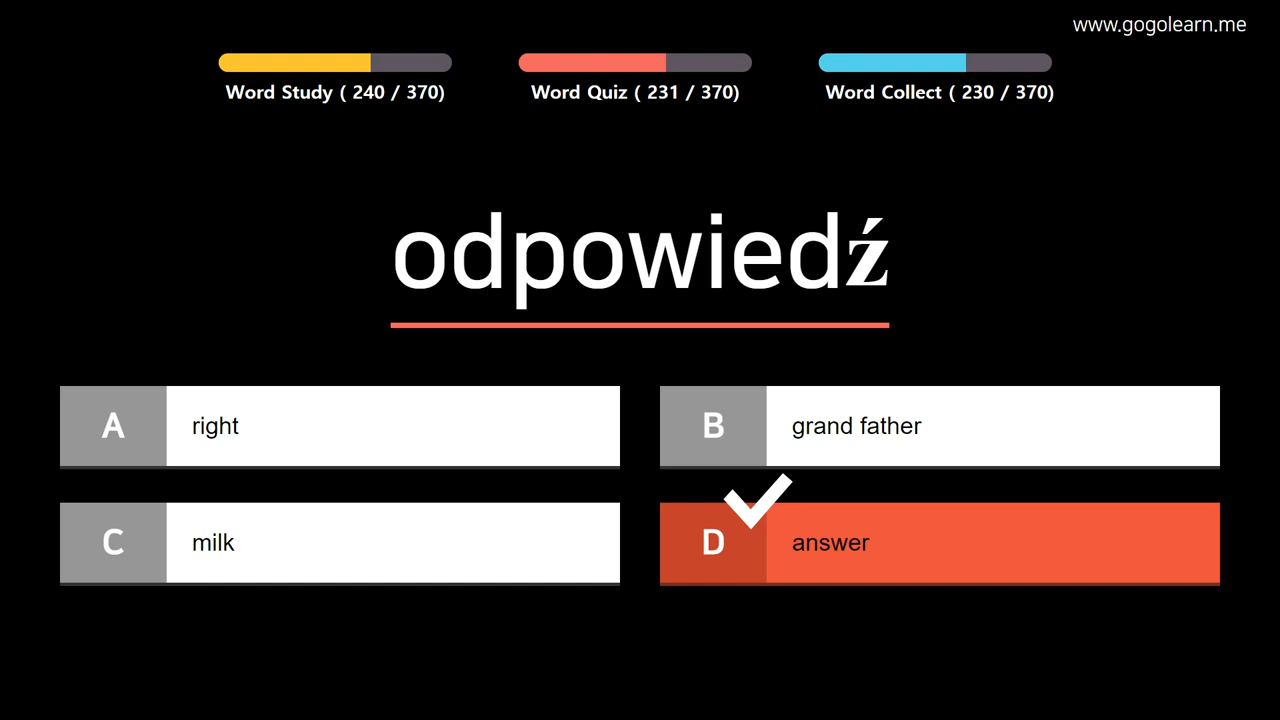 www.gogolearn.me
Word Study ( 240 / 370)
Word Quiz ( 231 / 370)
Word Collect ( 230 / 370)
odpowiedź
A right
B grand father
C milk
D answer